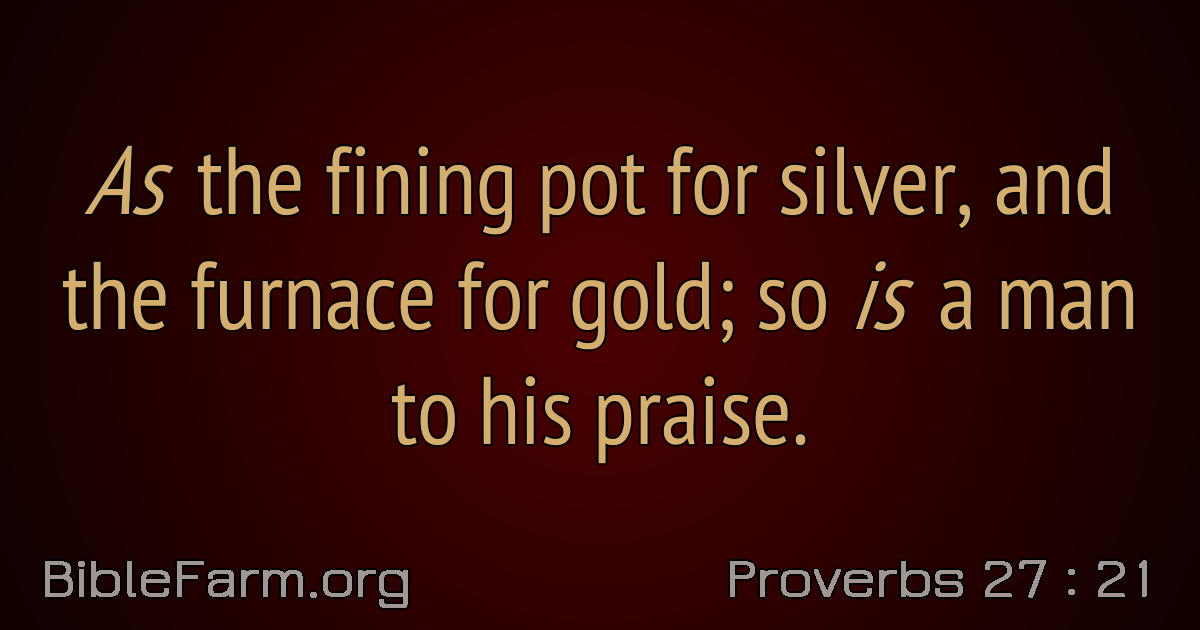 As the fining pot for silver, and
the furnace for gold; so is a man
to his praise.
BibleFarm.org
Proverbs 27 : 21